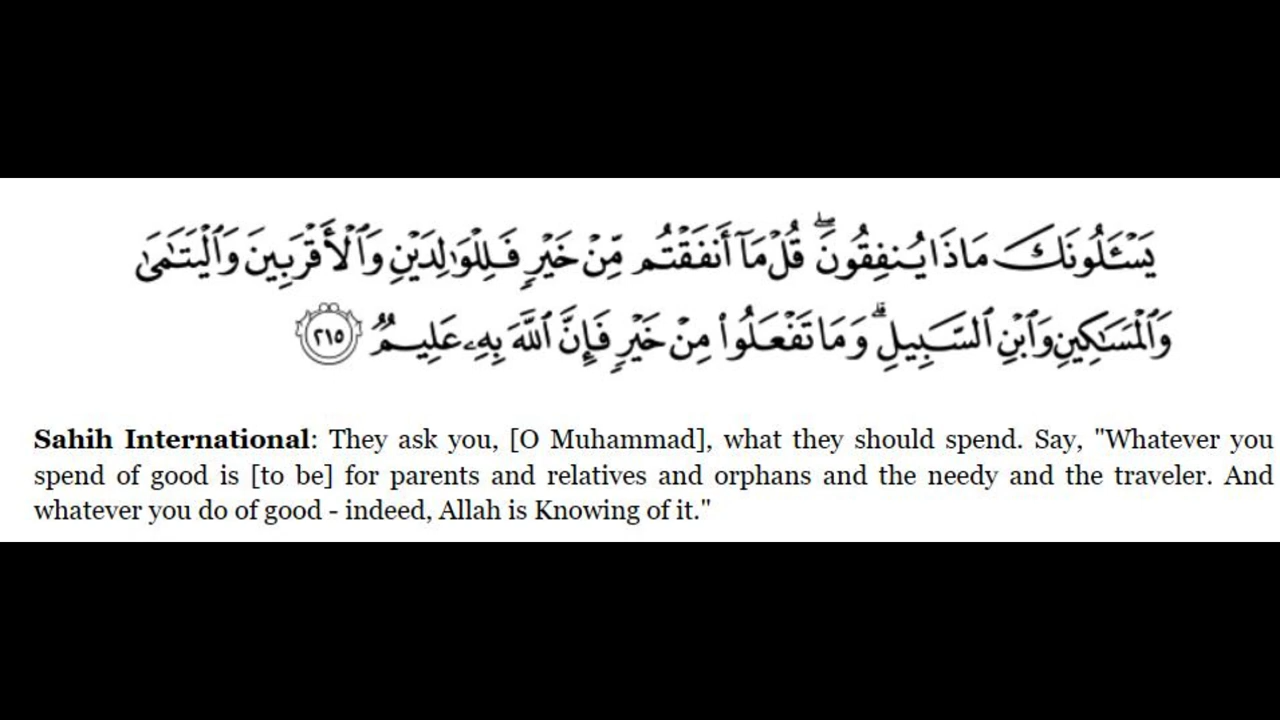 يَسْـَٔلُونَكَ مَاذَا يُنفِقُونَ ۖ قُلْ مَآ أَنفَقْتُم مِّنْ خَيْرٍ فَلِلْوَٰلِدَيْنِ وَٱلْأَقْرَبِينَ وَٱلْيَتَٰمَىٰ
وَٱلْمَسَٰكِينِ وَٱبْنِ ٱلسَّبِيلِ ۗ وَمَا تَفْعَلُوا۟ مِنْ خَيْرٍ فَإِنَّ ٱللَّهَ بِهِۦ عَلِيمٌ ٢١٥
Sahih International: They ask you, [O Muhammad], what they should spend. Say, "Whatever you
spend of good is [to be] for parents and relatives and orphans and the needy and the traveler. And
whatever you do of good - indeed, Allah is Knowing of it."